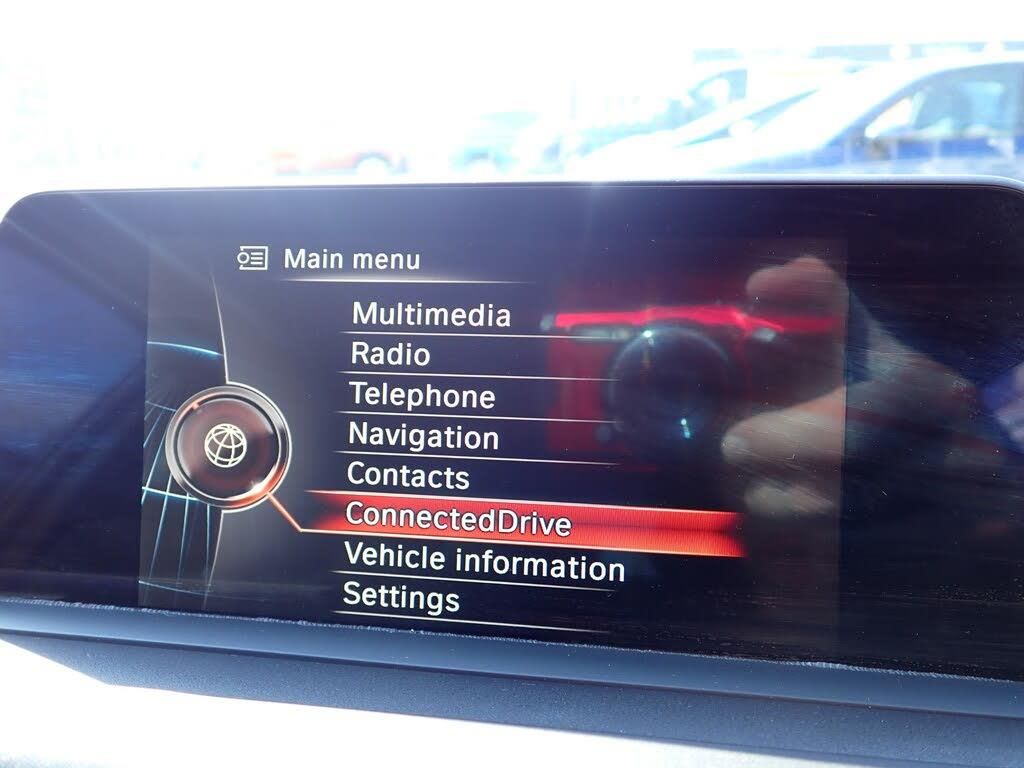 Main menu
Multimedia
Radio
Telephone
Navigation
Contacts
ConnectedDrive
Vehicle information
Settings